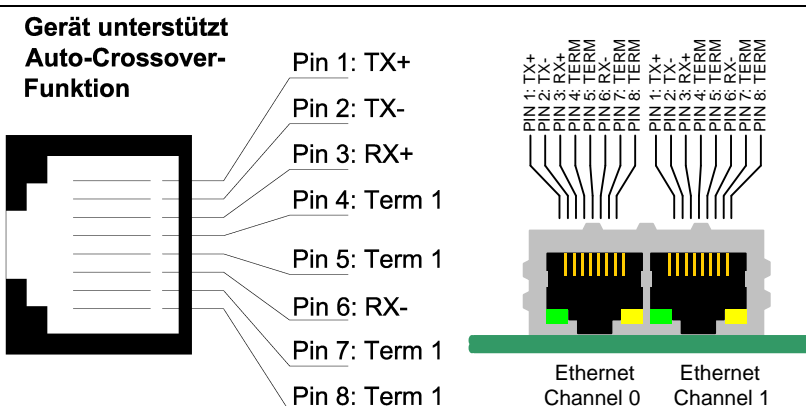 Gerät unterstützt
Auto-Crossover-
Funktion
Pin 1: TX+
Pin 2: TX-
Pin 3: RX+
Pin 4: Term 1
Pin 5: Term 1
Pin 6: RX-
Pin 7: Term 1
Pin 8: Term 1
PIN 1: TX+
PIN 2: TX-
PIN 3: RX+
PIN 4: TERM
PIN 5: TERM
PIN 6: RX-
PIN 7: TERM
PIN 8: TERM
PIN 1: TX+
PIN 2: TX-
PIN 3: RX+
PIN 4: TERM
PIN 5: TERM
PIN 6: RX-
PIN 7: TERM
PIN 8: TERM
Ethernet
Channel 0
Ethernet
Channel 1